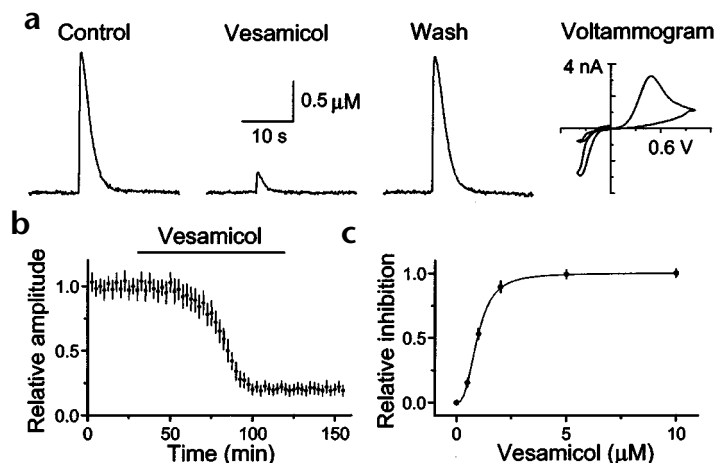 a
Control
Vesamicol
Wash
Voltammogram
0.5 μM
10 s
4 nA
0.6 V
b
Vesamicol
Relative amplitude
1.0
0.5
0.0
0
50
100
150
Time (min)
c
Relative inhibition
1.0
0.5
0.0
0
5
10
Vesamicol (μM)